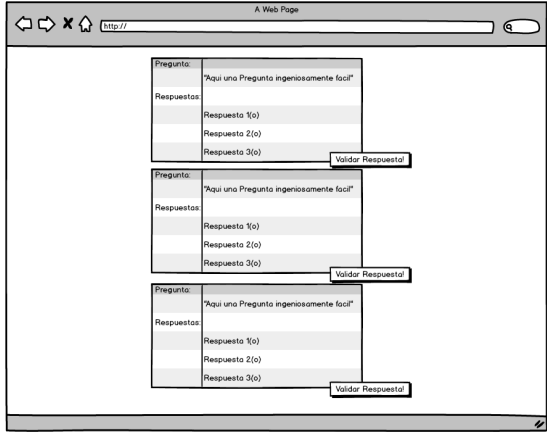 A Web Page
http://
Pregunta:
"Aqui una Pregunta ingeniosamente facil"
Respuestas:
Respuesta 1(o)
Respuesta 2(o)
Respuesta 3(o)
Validar Respuesta!
Pregunta:
"Aqui una Pregunta ingeniosamente facil"
Respuestas:
Respuesta 1(o)
Respuesta 2(o)
Respuesta 3(o)
Validar Respuesta!
Pregunta:
"Aqui una Pregunta ingeniosamente facil"
Respuestas:
Respuesta 1(o)
Respuesta 2(o)
Respuesta 3(o)
Validar Respuesta!